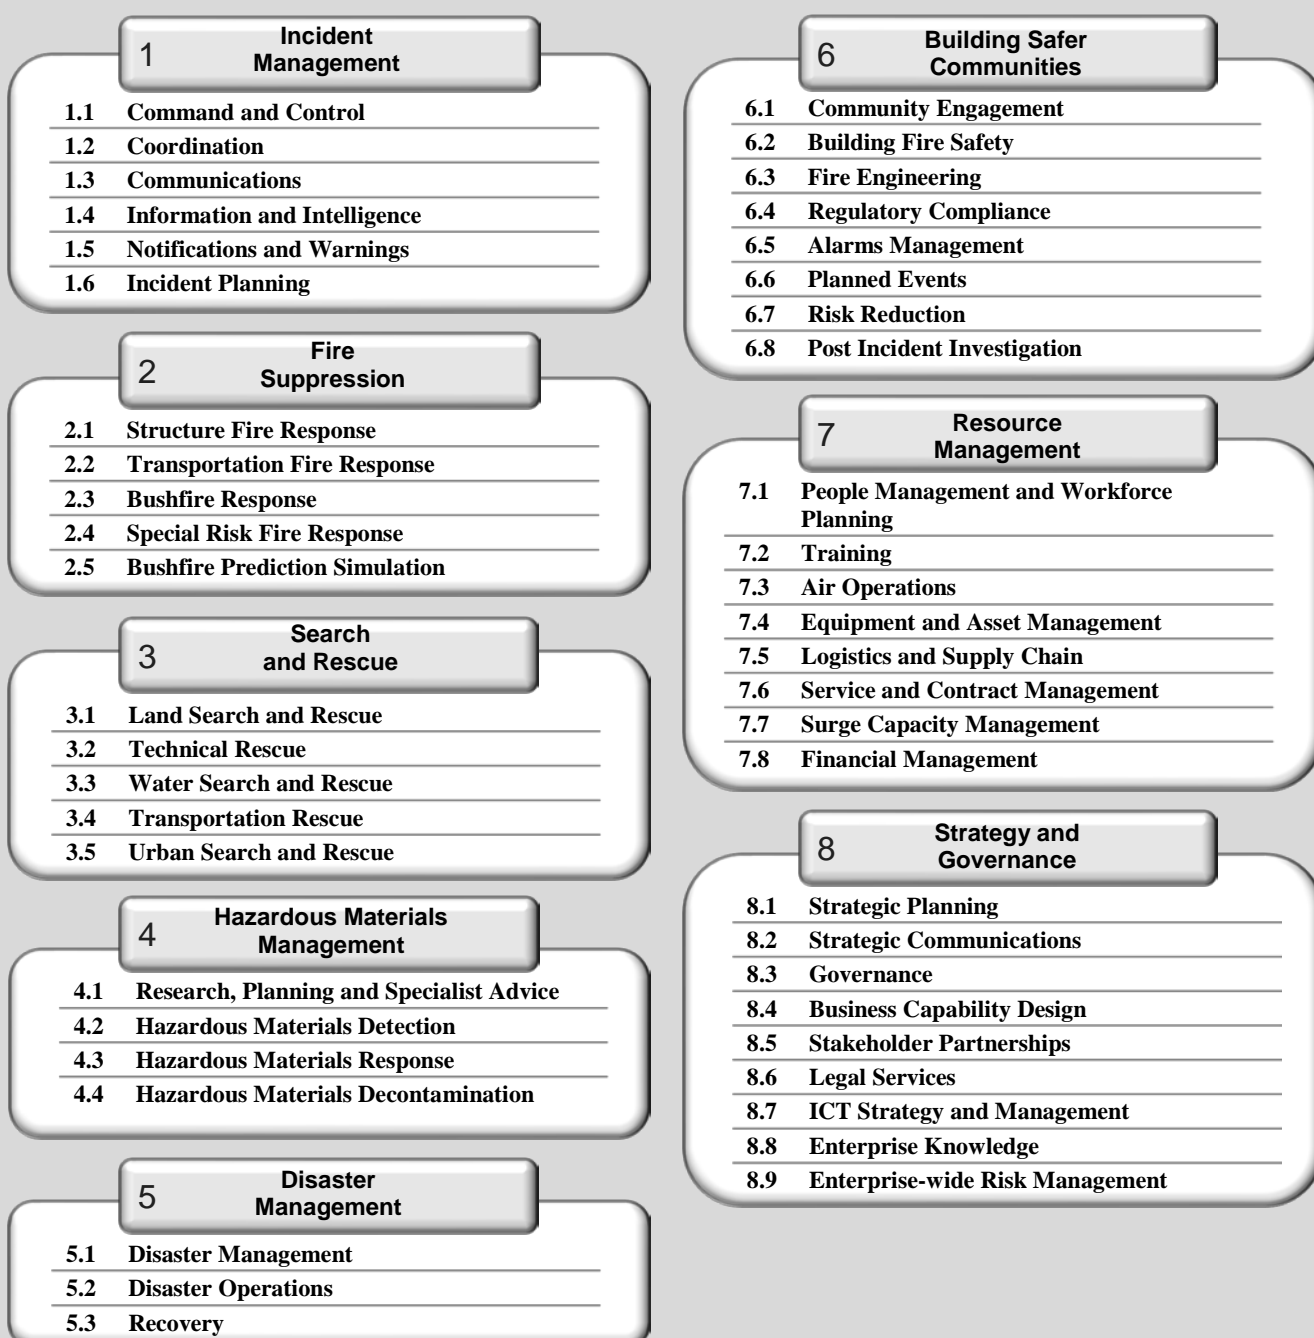 1
Incident
Management
1.1 Command and Control
1.2 Coordination
1.3 Communications
1.4 Information and Intelligence
1.5 Notifications and Warnings
1.6 Incident Planning
2
Fire
Suppression
2.1 Structure Fire Response
2.2 Transportation Fire Response
2.3 Bushfire Response
2.4 Special Risk Fire Response
2.5 Bushfire Prediction Simulation
3
Search
and Rescue
3.1 Land Search and Rescue
3.2 Technical Rescue
3.3 Water Search and Rescue
3.4 Transportation Rescue
3.5 Urban Search and Rescue
4
Hazardous Materials
Management
4.1 Research, Planning and Specialist Advice
4.2 Hazardous Materials Detection
4.3 Hazardous Materials Response
4.4 Hazardous Materials Decontamination
5
Disaster
Management
5.1 Disaster Management
5.2 Disaster Operations
5.3 Recovery
6
Building Safer
Communities
6.1 Community Engagement
6.2 Building Fire Safety
6.3 Fire Engineering
6.4 Regulatory Compliance
6.5 Alarms Management
6.6 Planned Events
6.7 Risk Reduction
6.8 Post Incident Investigation
7
Resource
Management
7.1 People Management and Workforce
Planning
7.2 Training
7.3 Air Operations
7.4 Equipment and Asset Management
7.5 Logistics and Supply Chain
7.6 Service and Contract Management
7.7 Surge Capacity Management
7.8 Financial Management
8
Strategy and
Governance
8.1 Strategic Planning
8.2 Strategic Communications
8.3 Governance
8.4 Business Capability Design
8.5 Stakeholder Partnerships
8.6 Legal Services
8.7 ICT Strategy and Management
8.8 Enterprise Knowledge
8.9 Enterprise-wide Risk Management